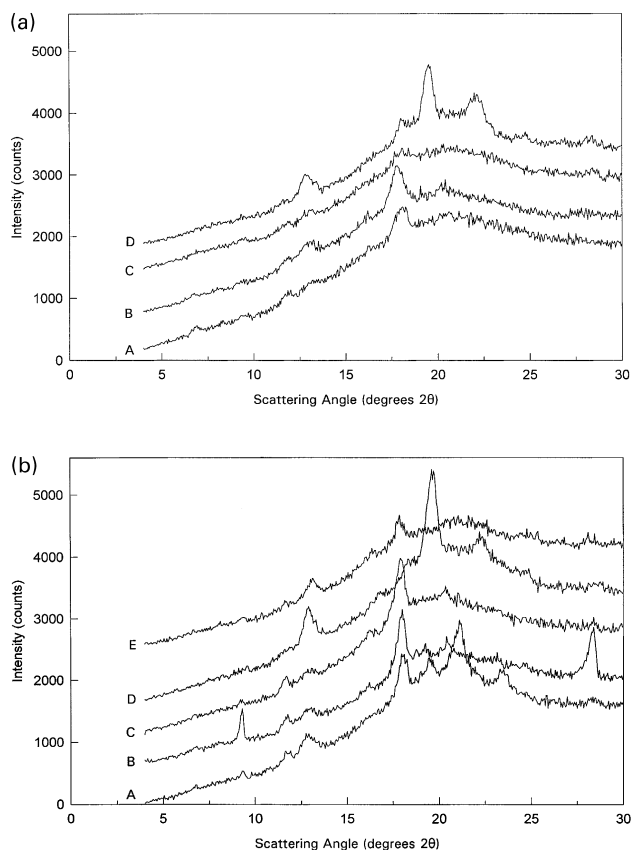 (a)
5000
4000
3000
2000
1000
0
Intensity (counts)
D
C
B
A
0 5 10 15 20 25 30
Scattering Angle (degrees 2θ)
(b)
5000
4000
3000
2000
1000
0
Intensity (counts)
E
D
C
B
A
0 5 10 15 20 25 30
Scattering Angle (degrees 2θ)